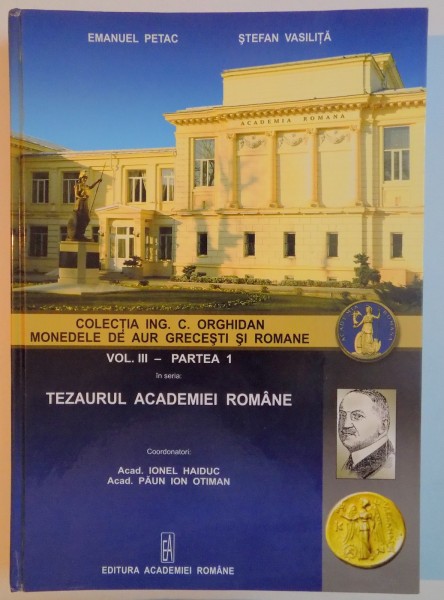 EMANUEL PETAC ȘTEFAN VASILIȚĂ
ACADEMIA ROMANA
COLECȚIA ING. C. ORGHIDAN
MONEDELE DE AUR GRECEȘTI ȘI ROMANE
VOL. III – PARTEA 1
în seria:
TEZAURUL ACADEMIEI ROMÂNE
Coordonatori:
Acad. IONEL HAIDUC
Acad. PĂUN ION OTIMAN
EA
EDITURA ACADEMIEI ROMÂNE